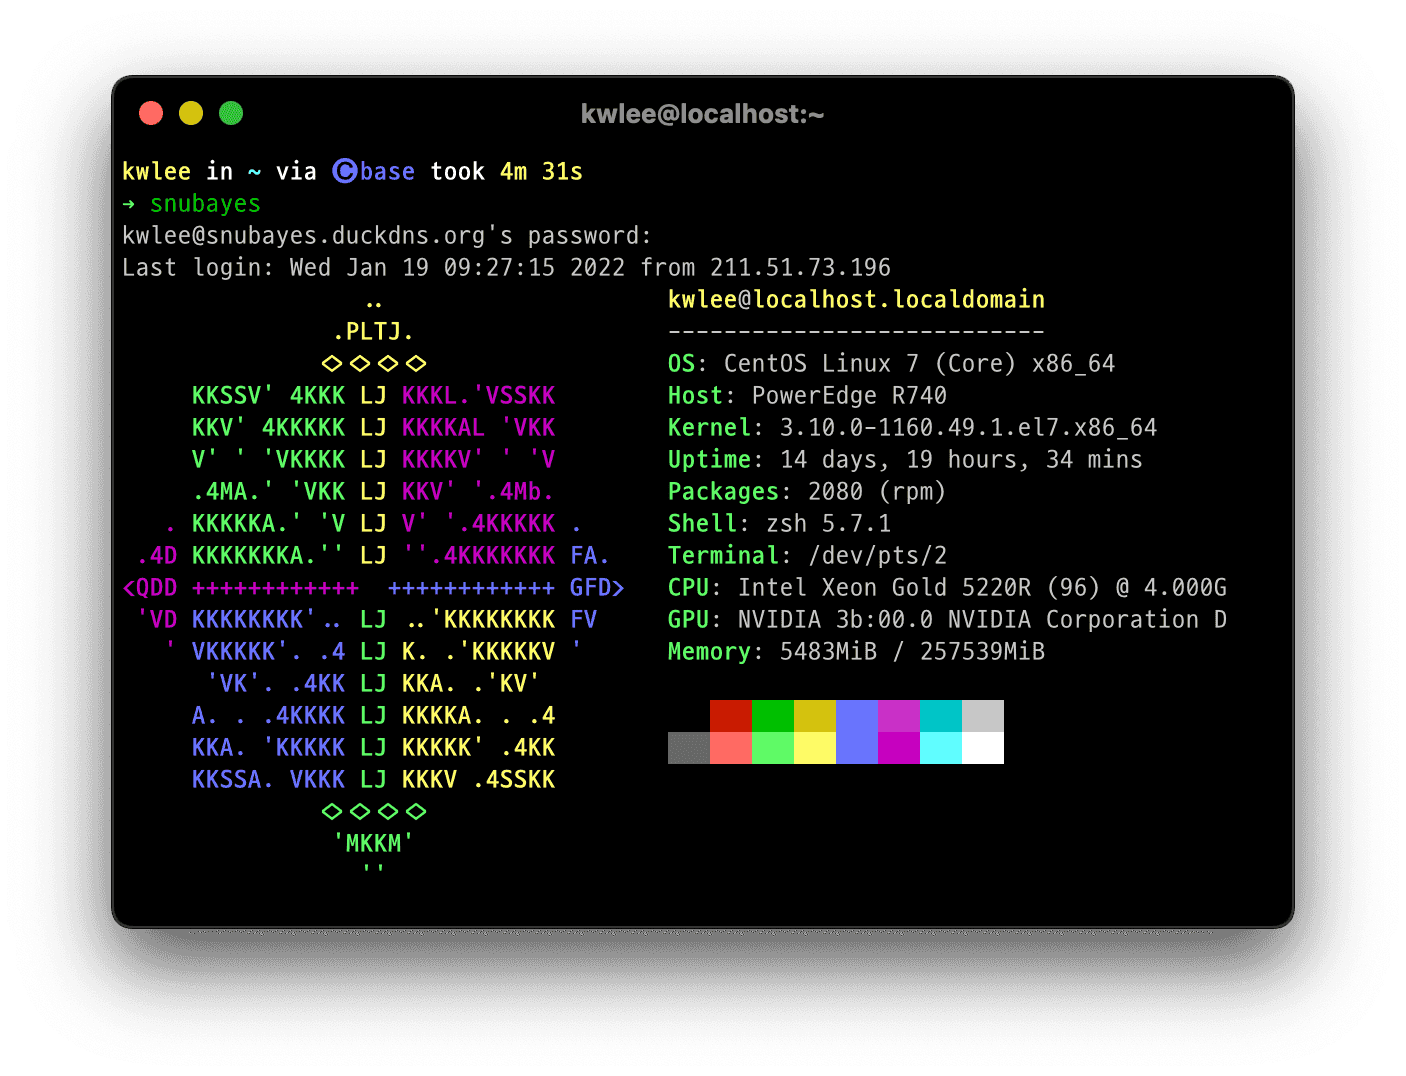 kwlee@localhost:~
kwlee in ~ via ©base took 4m 31s
➜ snubayes
kwlee@snubayes.duckdns.org's password:
Last login: Wed Jan 19 09:27:15 2022 from 211.51.73.196
..                     kwlee@localhost.localdomain
.PLTJ.                  ---------------------------
<><><><>                 OS: CentOS Linux 7 (Core) x86_64
KKSSV' 4KKK LJ KKKL.'VSSKK        Host: PowerEdge R740
KKV' 4KKKKK LJ KKKKAL 'VKK        Kernel: 3.10.0-1160.49.1.el7.x86_64
V' ' 'VKKKK LJ KKKKV' ' 'V        Uptime: 14 days, 19 hours, 34 mins
.4MA.' 'VKK LJ KKV' '.4Mb.        Packages: 2080 (rpm)
. KKKKKA.' 'V LJ V' '.4KKKKK .      Shell: zsh 5.7.1
.4D KKKKKKKA.'' LJ ''.4KKKKKKK FA.    Terminal: /dev/pts/2
<QDD ++++++++++++  ++++++++++++ GFD>   CPU: Intel Xeon Gold 5220R (96) @ 4.000G
'VD KKKKKKKK'.. LJ ..'KKKKKKKK FV    GPU: NVIDIA 3b:00.0 NVIDIA Corporation D
' VKKKKK'. .4 LJ K. .'KKKKKV '      Memory: 5483MiB / 257539MiB
'VK'. .4KK LJ KKA. .'KV'
A. . .4KKKK LJ KKKKA. . .4
KKA. 'KKKKK LJ KKKKK' .4KK
KKSSA. VKKK LJ KKKV .4SSKK
<><><><>
'MKKM'
''